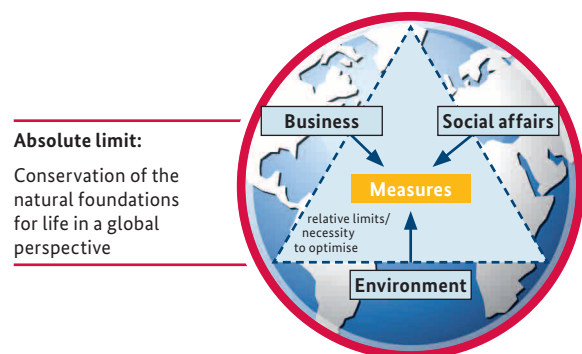 Absolute limit:
Conservation of the
natural foundations
for life in a global
perspective
Business
Social affairs
Measures
relative limits/
necessity
to optimise
Environment